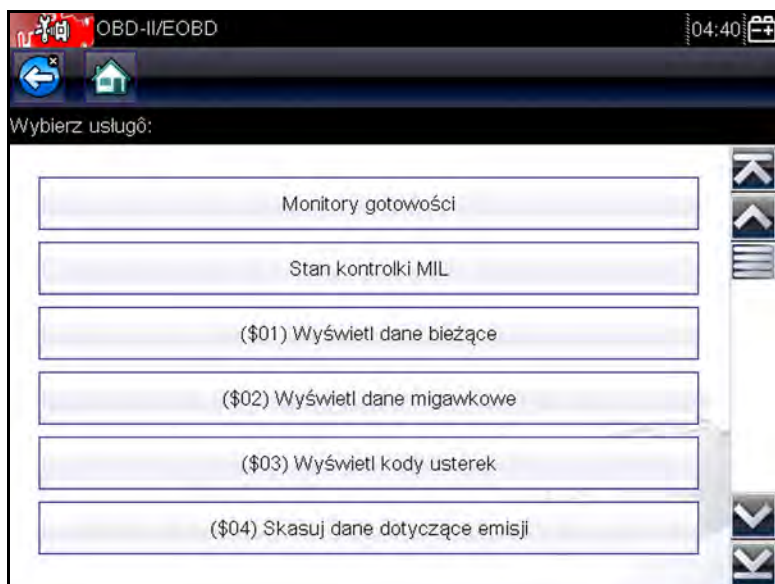 OBD-II/EOBD 04:40
Wybierz usługô:
Monitory gotowości
Stan kontrolki MIL
($01) Wyświetl dane bieżące
($02) Wyświetl dane migawkowe
($03) Wyświetl kody usterek
($04) Skasuj dane dotyczące emisji